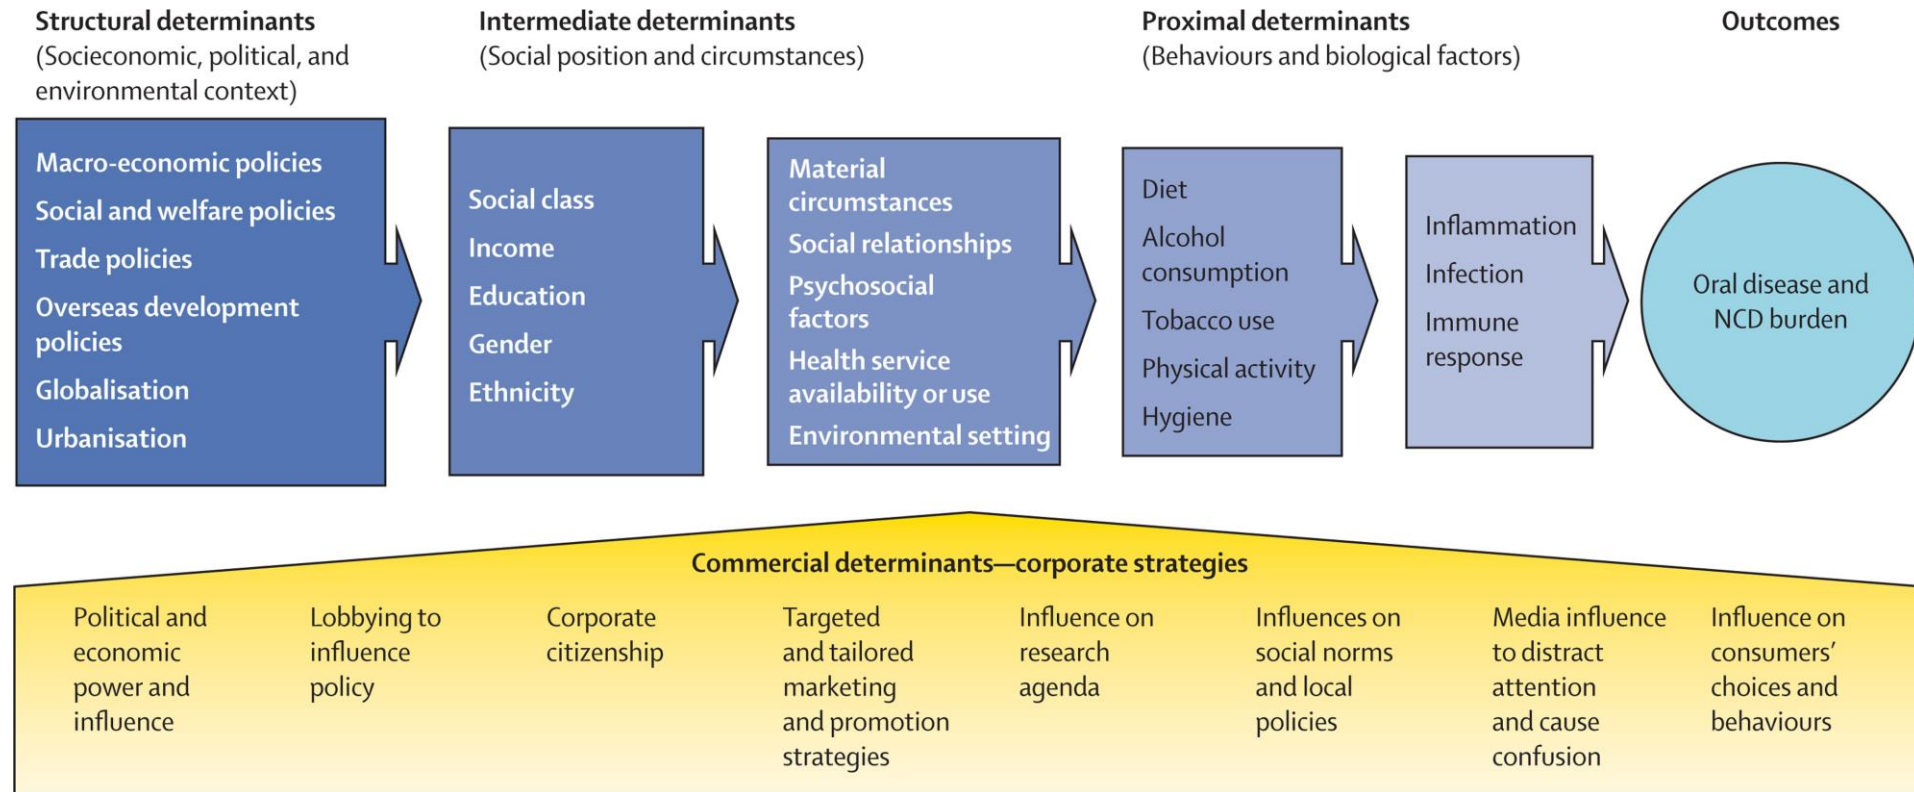 Structural determinants
(Socieconomic, political, and
environmental context)
Intermediate determinants
(Social position and circumstances)
Proximal determinants
(Behaviours and biological factors)
Outcomes
Macro-economic policies
Social and welfare policies
Trade policies
Overseas development
policies
Globalisation
Urbanisation
Social class
Income
Education
Gender
Ethnicity
Material
circumstances
Social relationships
Psychosocial
factors
Health service
availability or use
Environmental setting
Diet
Alcohol
consumption
Tobacco use
Physical activity
Hygiene
Inflammation
Infection
Immune
response
Oral disease and
NCD burden
Commercial determinants—corporate strategies
Political and
economic
power and
influence
Lobbying to
influence
policy
Corporate
citizenship
Targeted
and tailored
marketing
and promotion
strategies
Influence on
research
agenda
Influences on
social norms
and local
policies
Media influence
to distract
attention
and cause
confusion
Influence on
consumers’
choices and
behaviours